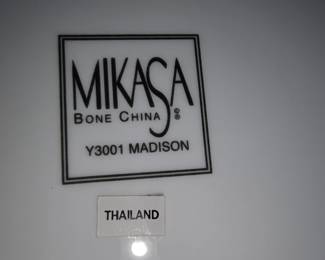 MIKASA
BONE CHINA ©®
Y3001 MADISON
THAILAND